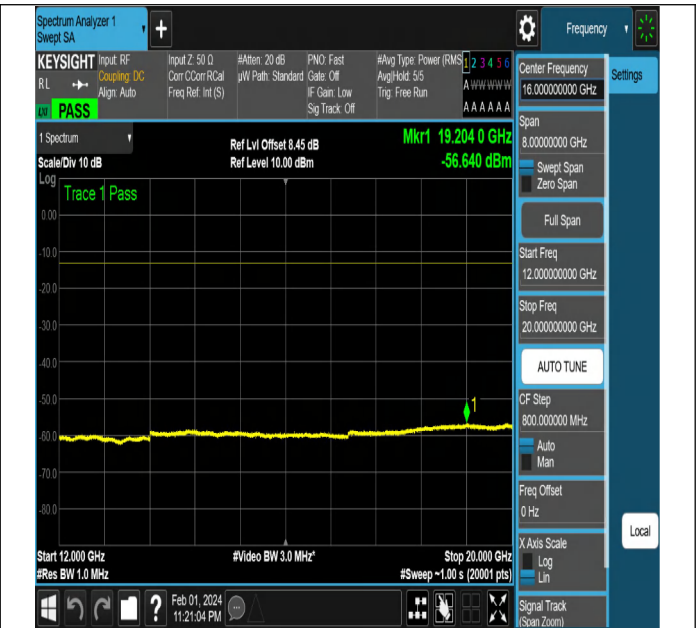 Spectrum Analyzer 1
Swept SA
+
Frequency
KEYSIGHT
RL
Input: RF
Coupling: DC
Align: Auto
Input Z: 50 Ω
Corr CCorr RCal
Freq Ref: Int (S)
#Atten: 20 dB
µW Path: Standard
PNO: Fast
Gate: Off
IF Gain: Low
Sig Track: Off
#Avg Type: Power (RMS
Avg|Hold: 5/5
Trig: Free Run
1 2 3 4 5 6
A W W W W W
A A A A A A
PASS
1 Spectrum
Scale/Div 10 dB
Log
Ref Lvl Offset 8.45 dB
Ref Level 10.00 dBm
Mkr1 19.204 0 GHz
-56.640 dBm
Trace 1 Pass
0.00
-10.0
-20.0
-30.0
-40.0
-50.0
-60.0
-70.0
-80.0
1
Start 12.000 GHz
#Res BW 1.0 MHz
#Video BW 3.0 MHz*
Stop 20.000 GHz
#Sweep ~1.00 s (20001 pts)
Feb 01, 2024
11:21:04 PM
?
Center Frequency
16.000000000 GHz
Settings
Span
8.00000000 GHz
Swept Span
Zero Span
Full Span
Start Freq
12.000000000 GHz
Stop Freq
20.000000000 GHz
AUTO TUNE
CF Step
800.000000 MHz
Auto
Man
Freq Offset
0 Hz
X Axis Scale
Log
Lin
Local
Signal Track
(Span Zoom)